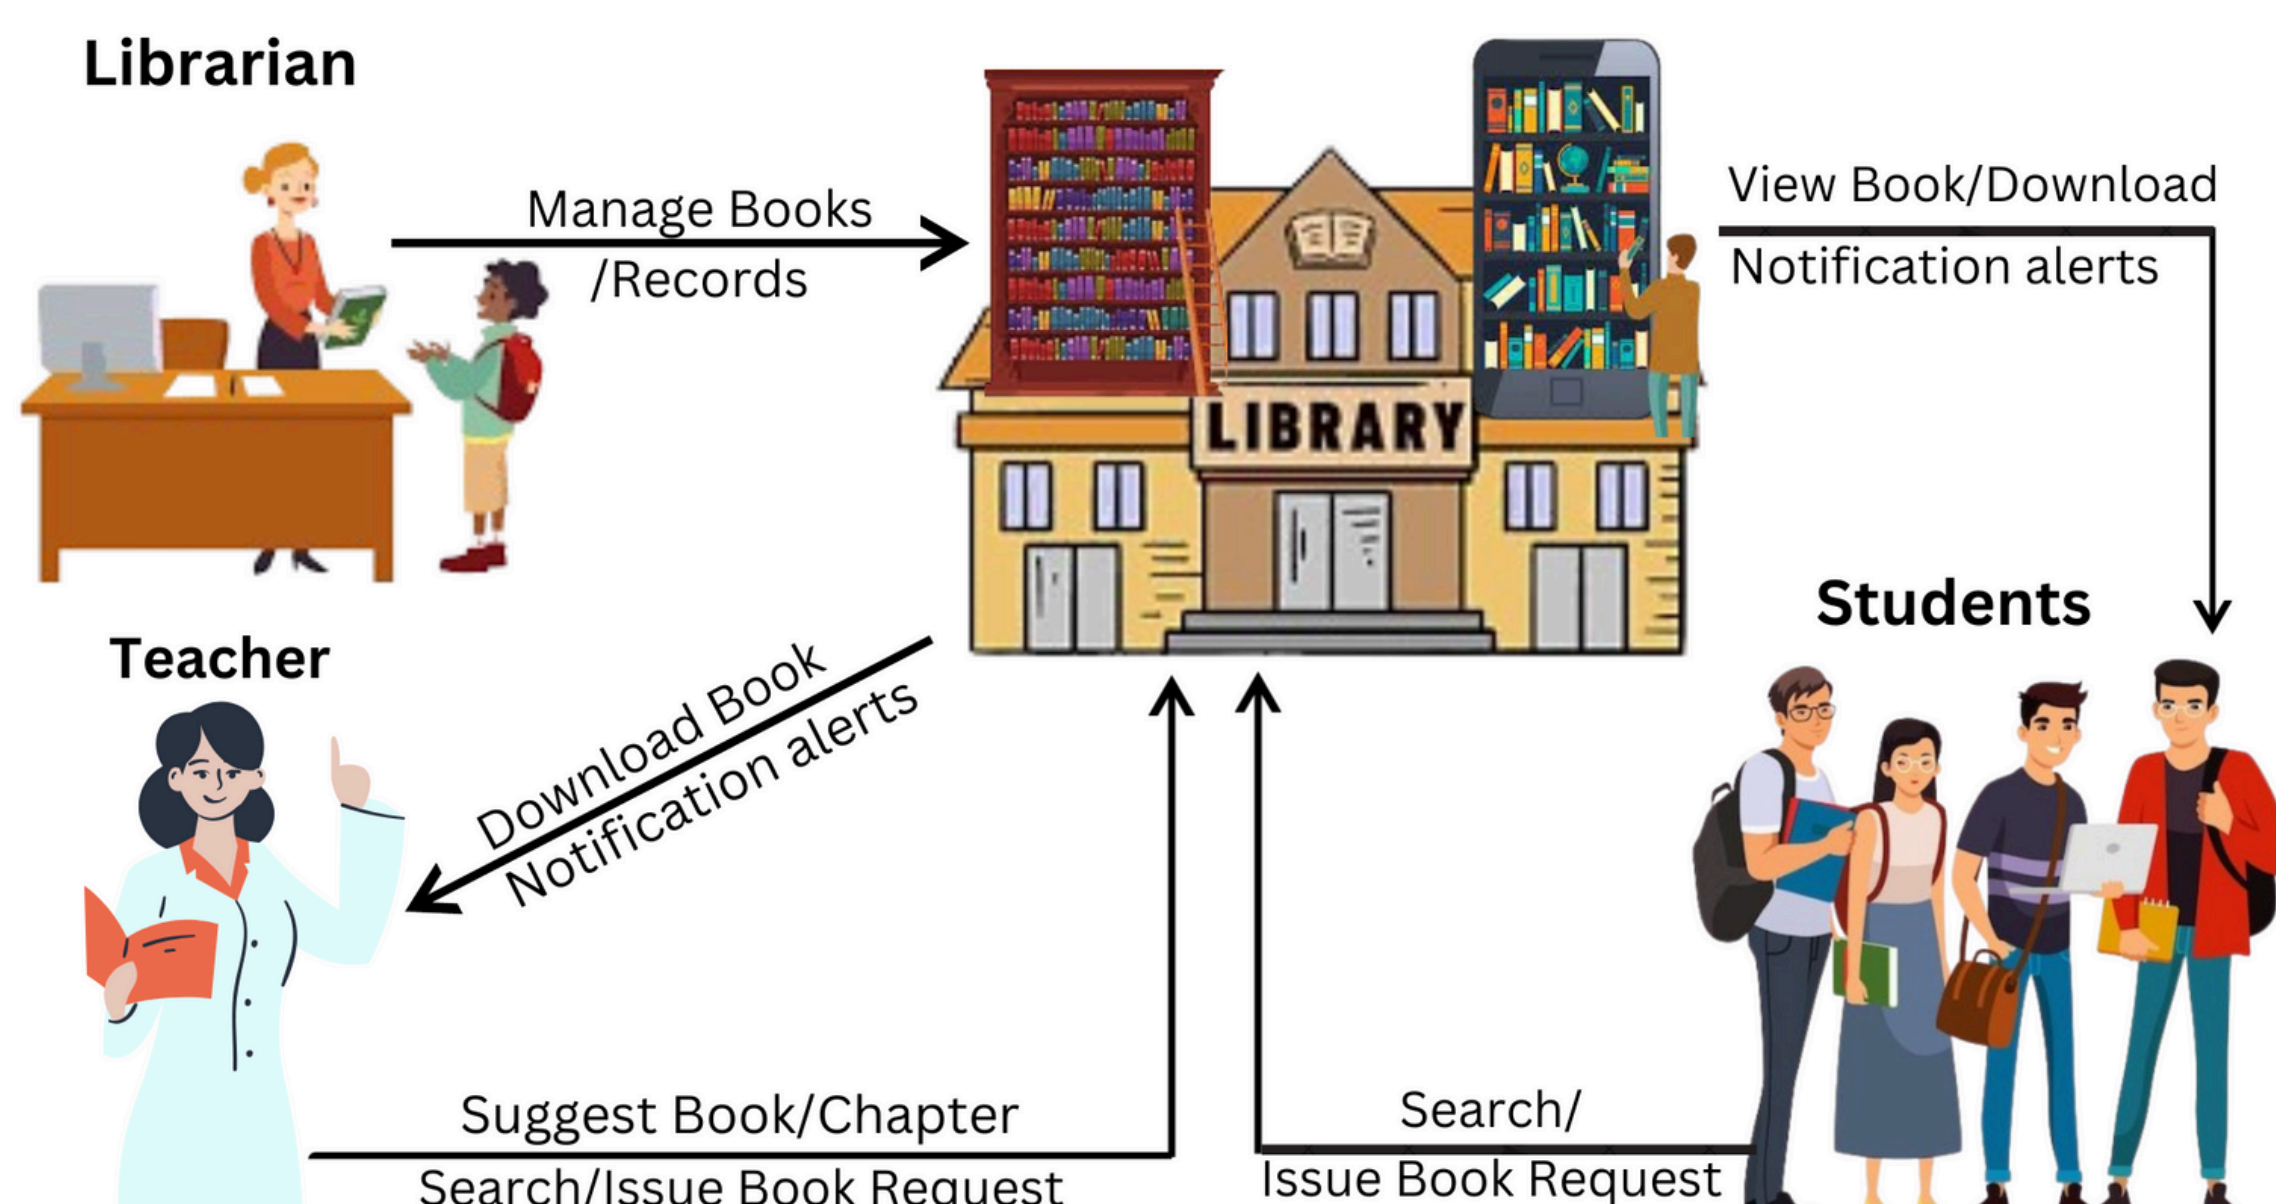 Librarian
Manage Books
/Records
LIBRARY
View Book/Download
Notification alerts
Students
Teacher
Download Book
Notification alerts
Suggest Book/Chapter
Search/Issue Book Request
Search/
Issue Book Request